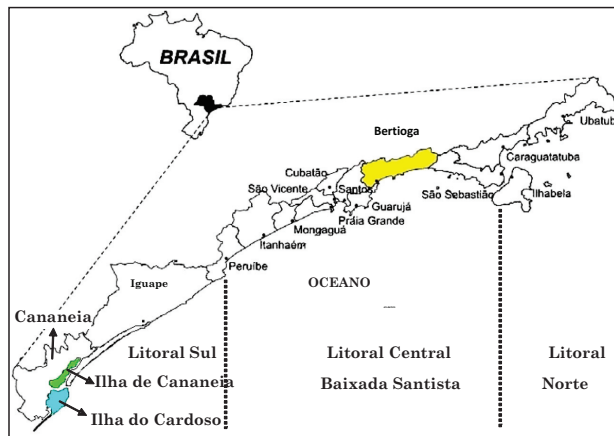 BRASIL
Bertioga
Ubatub
Caraguatatuba
Cubatão
São Vicente
Santos
São Sebastião
Ilhabela
Guarujá
Praia Grande
Mongaguá
Itanhaém
Peruíbe
Iguape
OCEANO
Cananeia
Litoral Sul
Litoral Central
Litoral
Ilha de Cananeia
Baixada Santista
Norte
Ilha do Cardoso